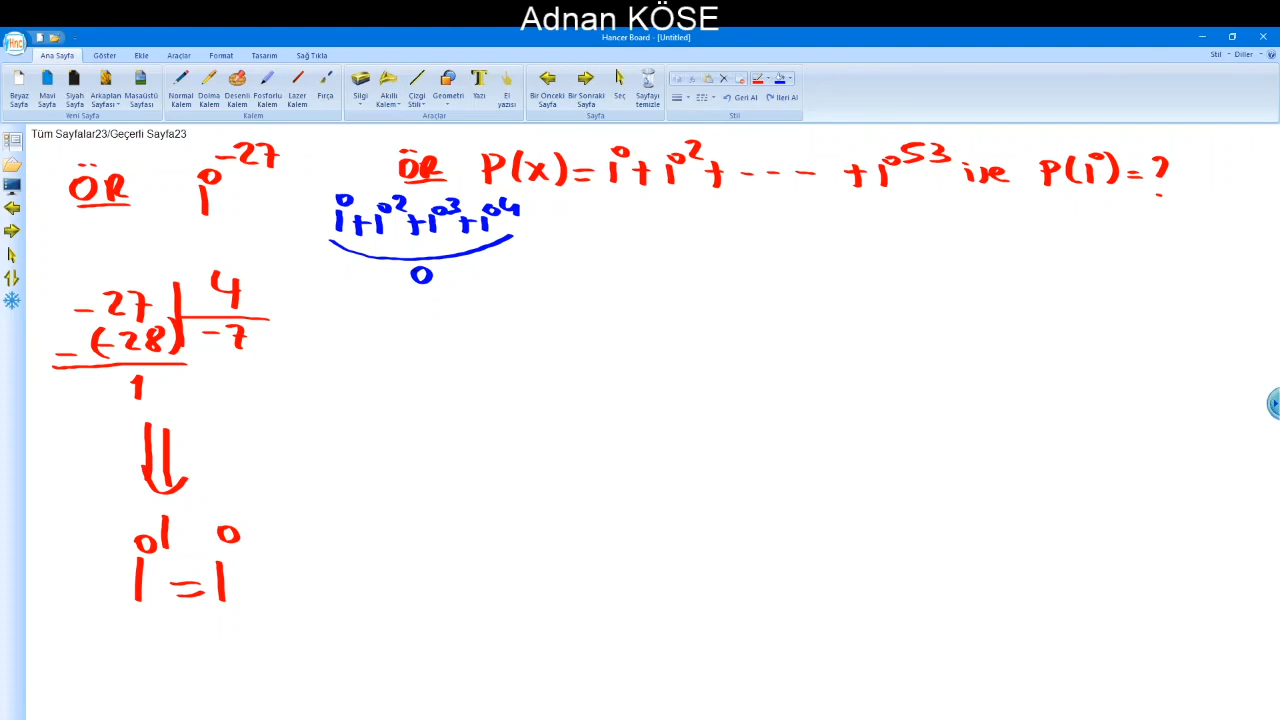 Adnan KÖSE
Hancer Board - [Untitled]
Hnc
Ana Sayfa Göster Ekle Araçlar Format Tasarım Sağ Tıkla Stil Diller
Beyaz Sayfa Mavi Sayfa Siyah Sayfa Arkaplan Sayfası Masaüstü Sayfası Normal Kalem Dolma Kalem Desenli Kalem Fosforlu Kalem Lazer Kalem Fırça Silgi Akıllı Kalem Çizgi Stili Geometri Yazı El yazısı Bir Önceki Sayfa Bir Sonraki Sayfa Seç Sayfayı temizle Geri Al İleri Al
Yeni Sayfa Kalem Araçlar Sayfa Stil
Tüm Sayfalar23/Geçerli Sayfa23
ÖR i^-27
-27 | 4
-(-28) -7
1
i^1 = i
ÖR P(x) = i + i^2 + ---- + i^53 ise P(i) = ?
i + i^2 + i^3 + i^4
0